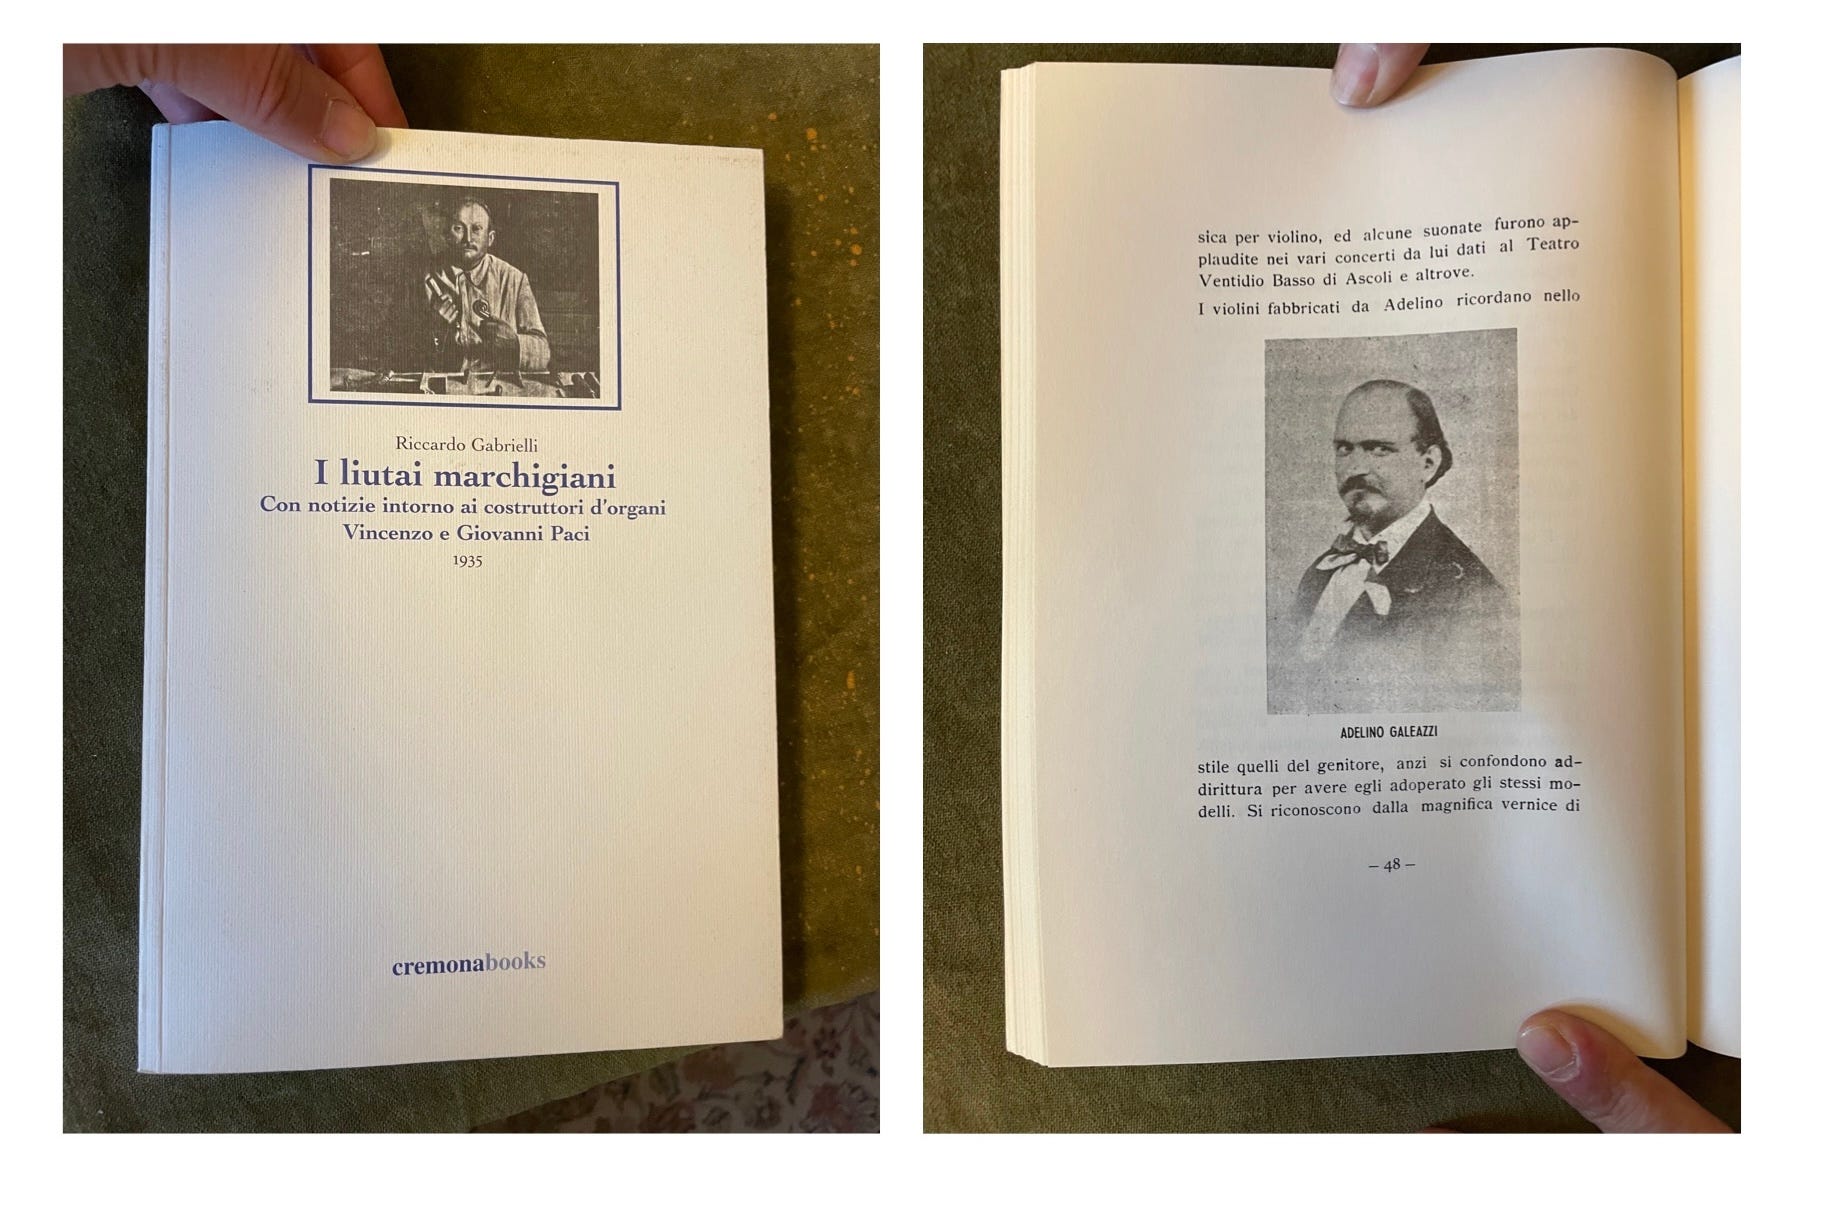 Riccardo Gabrielli
I liutai marchigiani
Con notizie intorno ai costruttori d'organi
Vincenzo e Giovanni Paci
1935
cremonabooks
sica per violino, ed alcune suonate furono ap-
plaudite nei vari concerti da lui dati al Teatro
Ventidio Basso di Ascoli e altrove.
I violini fabbricati da Adelino ricordano nello
ADELINO GALEAZZI
stile quelli del genitore, anzi si confondono ad-
dirittura per avere egli adoperato gli stessi mo-
delli. Si riconoscono dalla magnifica vernice di
– 48 –